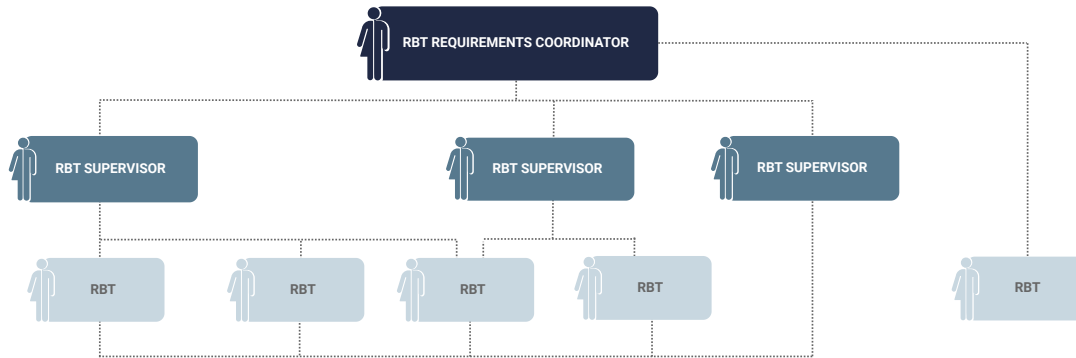 RBT REQUIREMENTS COORDINATOR
RBT SUPERVISOR
RBT SUPERVISOR
RBT SUPERVISOR
RBT
RBT
RBT
RBT
RBT